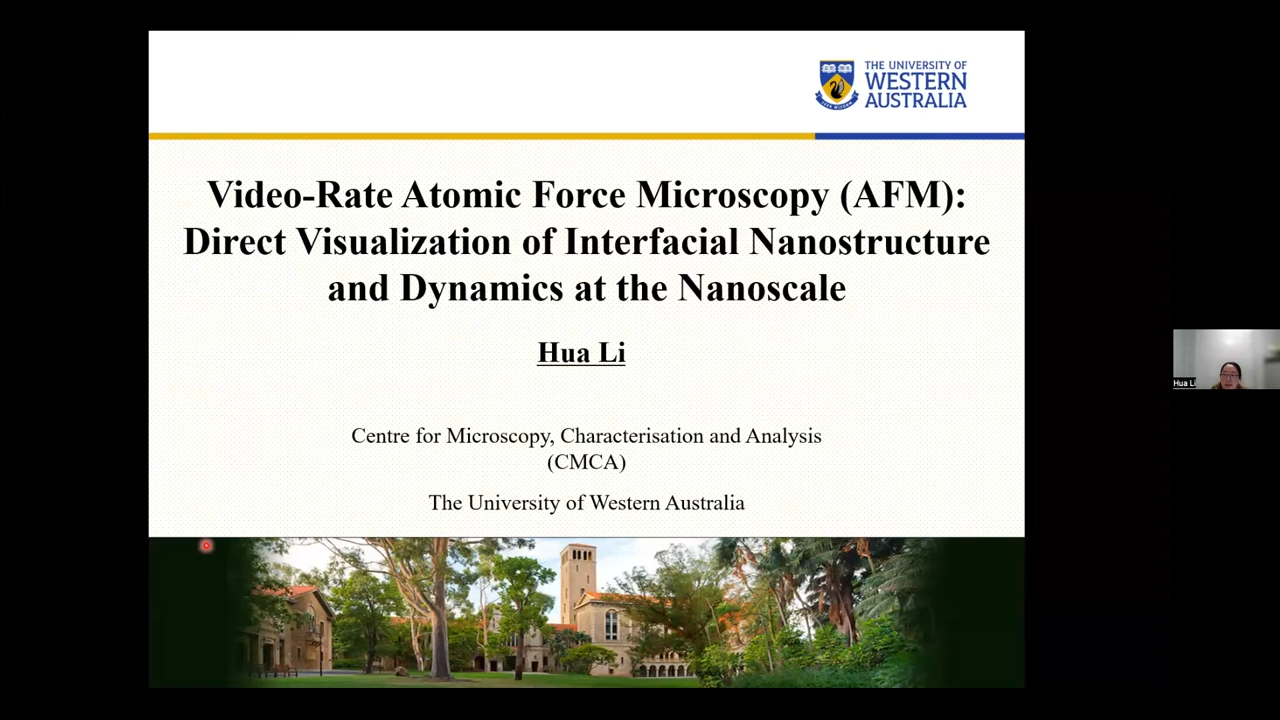 THE UNIVERSITY OF
WESTERN
AUSTRALIA
Video-Rate Atomic Force Microscopy (AFM):
Direct Visualization of Interfacial Nanostructure
and Dynamics at the Nanoscale
Hua Li
Hua Li
Centre for Microscopy, Characterisation and Analysis
(CMCA)
The University of Western Australia